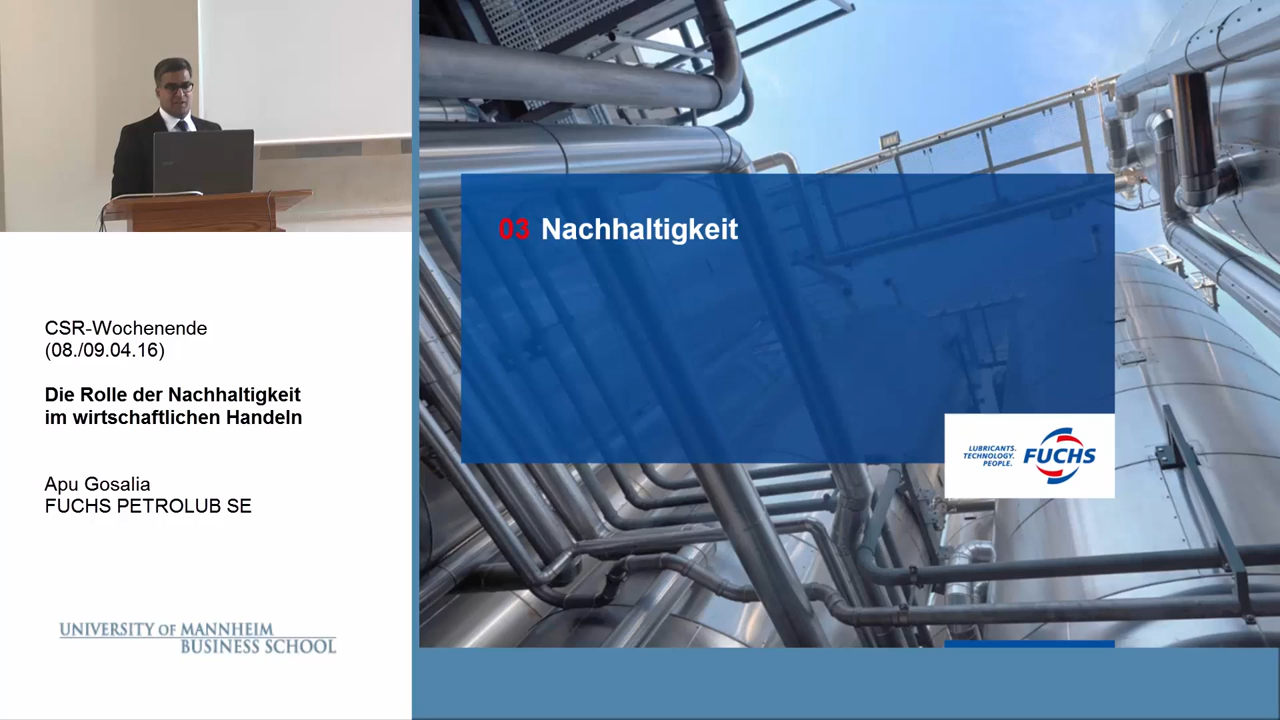 CSR-Wochenende
(08./09.04.16)
Die Rolle der Nachhaltigkeit
im wirtschaftlichen Handeln
Apu Gosalia
FUCHS PETROLUB SE
UNIVERSITY OF MANNHEIM
BUSINESS SCHOOL
03 Nachhaltigkeit
LUBRICANTS.
TECHNOLOGY.
PEOPLE.
FUCHS